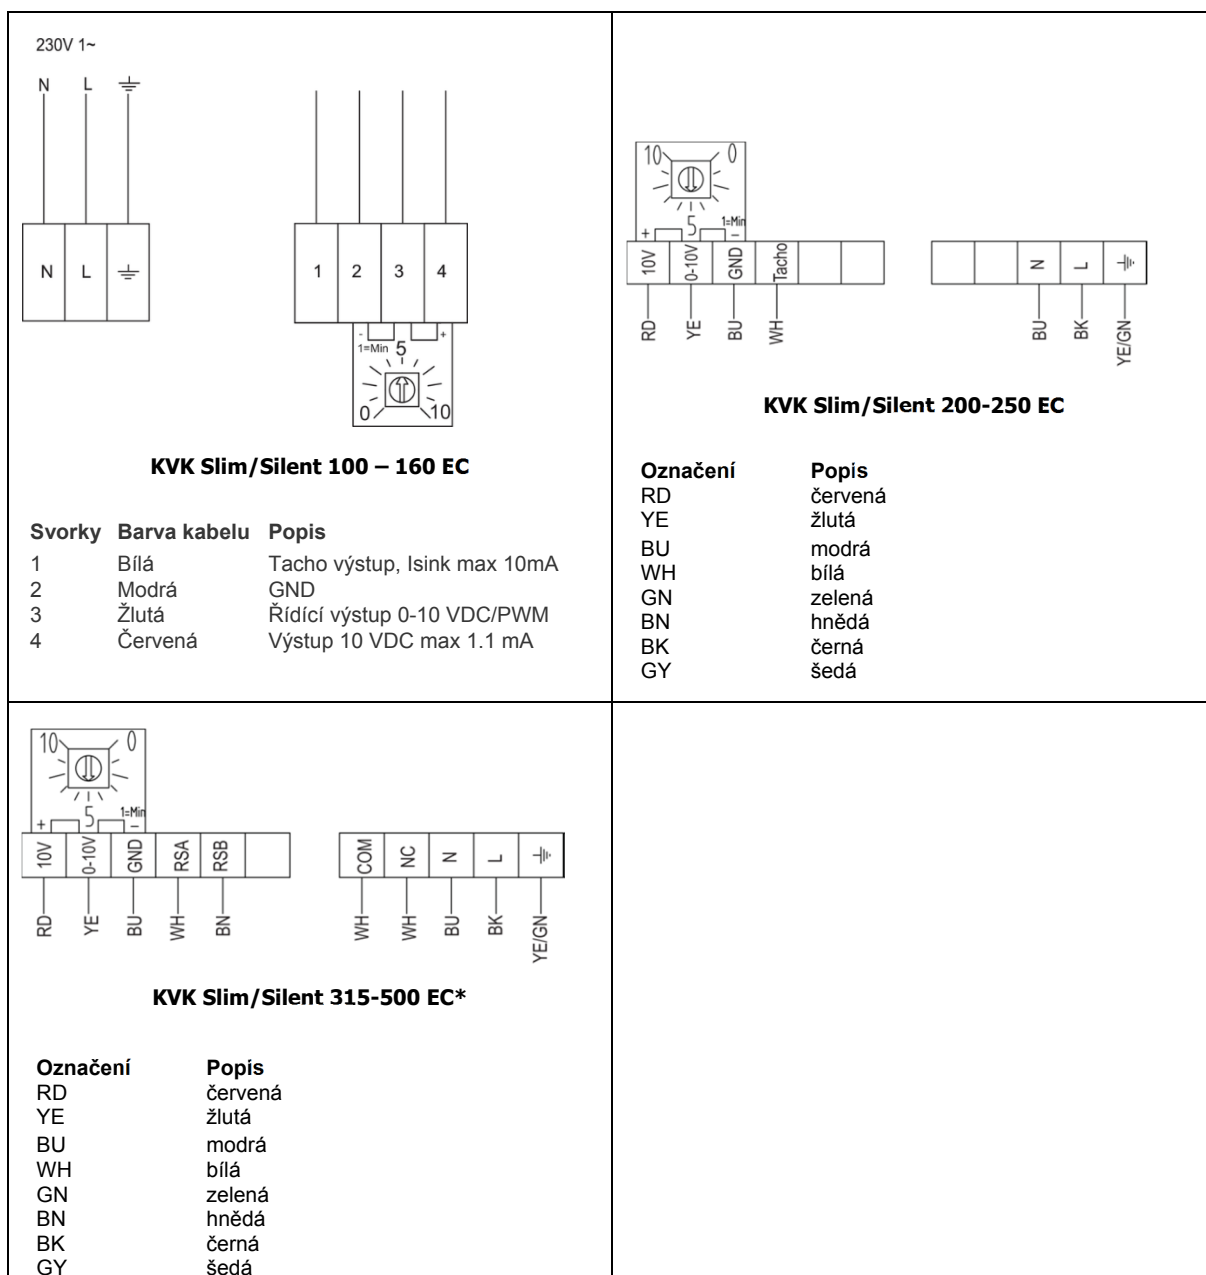 230V 1~
N L
N L
1 2 3 4
- +
1=Min 5
0 10
KVK Slim/Silent 100 – 160 EC
Svorky Barva kabelu Popis
1 Bílá Tacho výstup, Isink max 10mA
2 Modrá GND
3 Žlutá Řídící výstup 0-10 VDC/PWM
4 Červená Výstup 10 VDC max 1.1 mA
10 0
+ 5 1=Min -
10V 0-10V GND Tacho
RD YE BU WH
N L
BU BK YE/GN
KVK Slim/Silent 200-250 EC
Označení Popis
RD červená
YE žlutá
BU modrá
WH bílá
GN zelená
BN hnědá
BK černá
GY šedá
10 0
+ 5 1=Min -
10V 0-10V GND RSA RSB
RD YE BU WH BN
COM NC N L
WH WH BU BK YE/GN
KVK Slim/Silent 315-500 EC*
Označení Popis
RD červená
YE žlutá
BU modrá
WH bílá
GN zelená
BN hnědá
BK černá
GY šedá